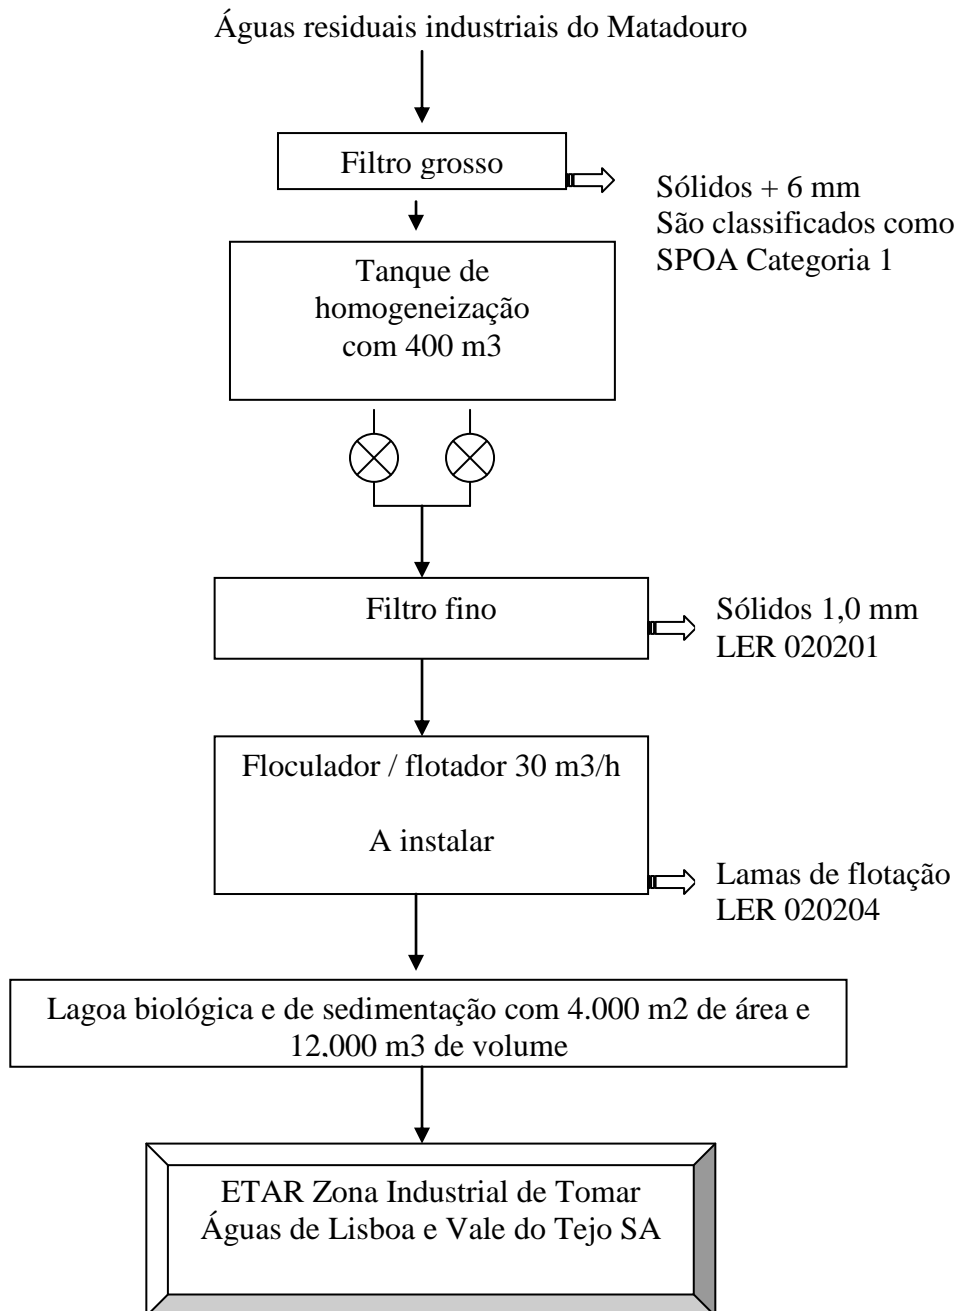 Águas residuais industriais do Matadouro
Filtro grosso
Sólidos + 6 mm
São classificados como
SPOA Categoria 1
Tanque de
homogeneização
com 400 m3
Filtro fino
Sólidos 1,0 mm
LER 020201
Floculador / flotador 30 m3/h
A instalar
Lamas de flotação
LER 020204
Lagoa biológica e de sedimentação com 4.000 m2 de área e
12.000 m3 de volume
ETAR Zona Industrial de Tomar
Águas de Lisboa e Vale do Tejo SA